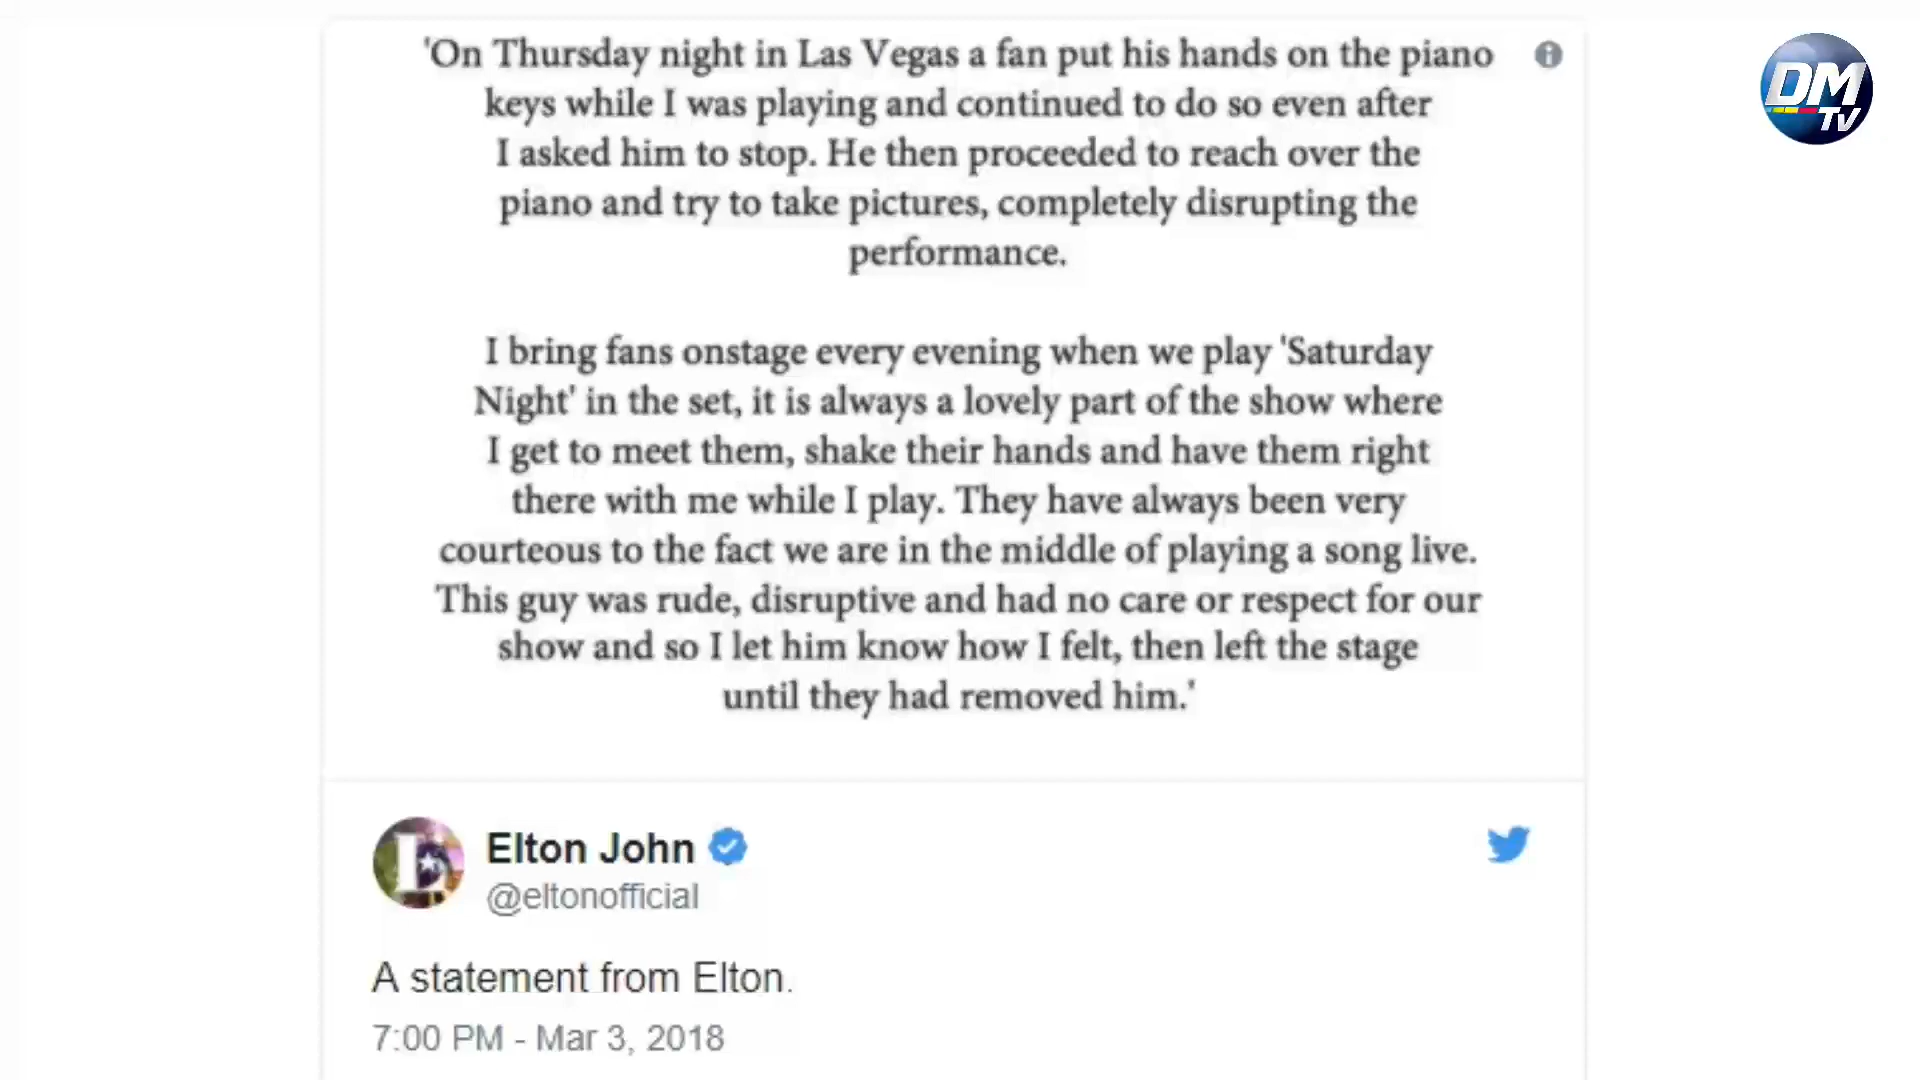 'On Thursday night in Las Vegas a fan put his hands on the piano
keys while I was playing and continued to do so even after
I asked him to stop. He then proceeded to reach over the
piano and try to take pictures, completely disrupting the
performance.
I bring fans onstage every evening when we play 'Saturday
Night' in the set, it is always a lovely part of the show where
I get to meet them, shake their hands and have them right
there with me while I play. They have always been very
courteous to the fact we are in the middle of playing a song live.
This guy was rude, disruptive and had no care or respect for our
show and so I let him know how I felt, then left the stage
until they had removed him.'
Elton John
@eltonofficial
A statement from Elton.
7:00 PM - Mar 3, 2018
DM
TV